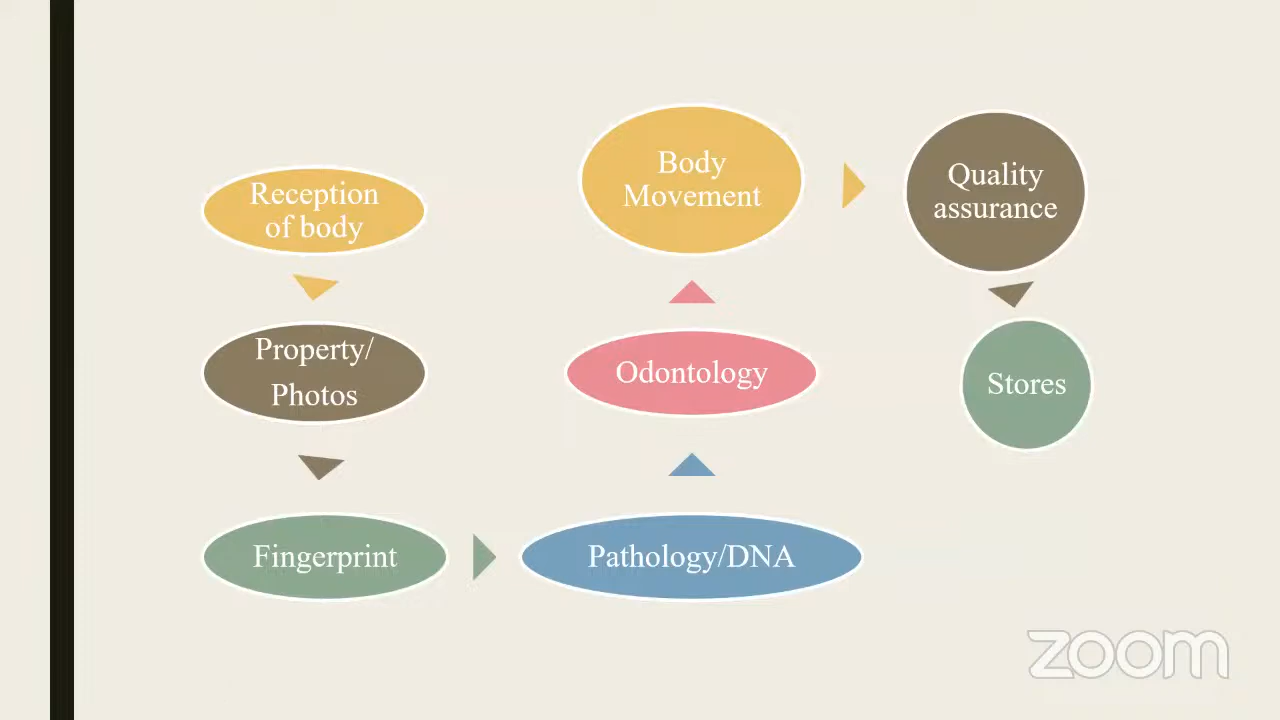 Reception
of body
Property/
Photos
Fingerprint
Pathology/DNA
Odontology
Body
Movement
Quality
assurance
Stores
zoom